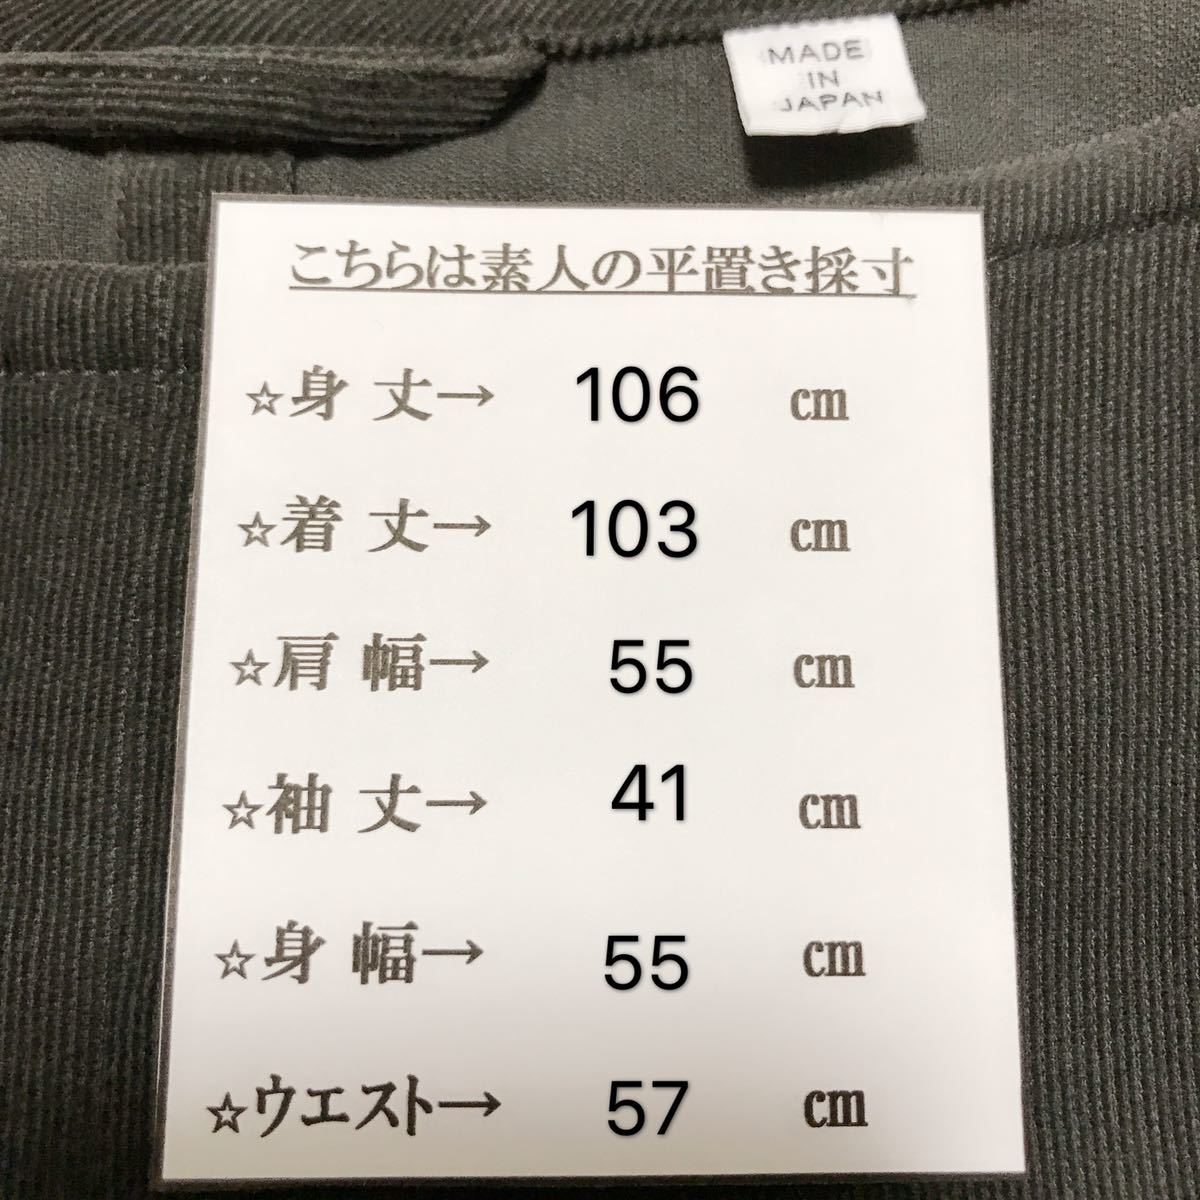 MADE
IN
JAPAN
こちらは素人の平置き採寸
☆身 丈→ 106 ㎝
☆着 丈→ 103 ㎝
☆肩 幅→ 55 ㎝
☆袖 丈→ 41 ㎝
☆身 幅→ 55 ㎝
☆ウエスト→ 57 ㎝